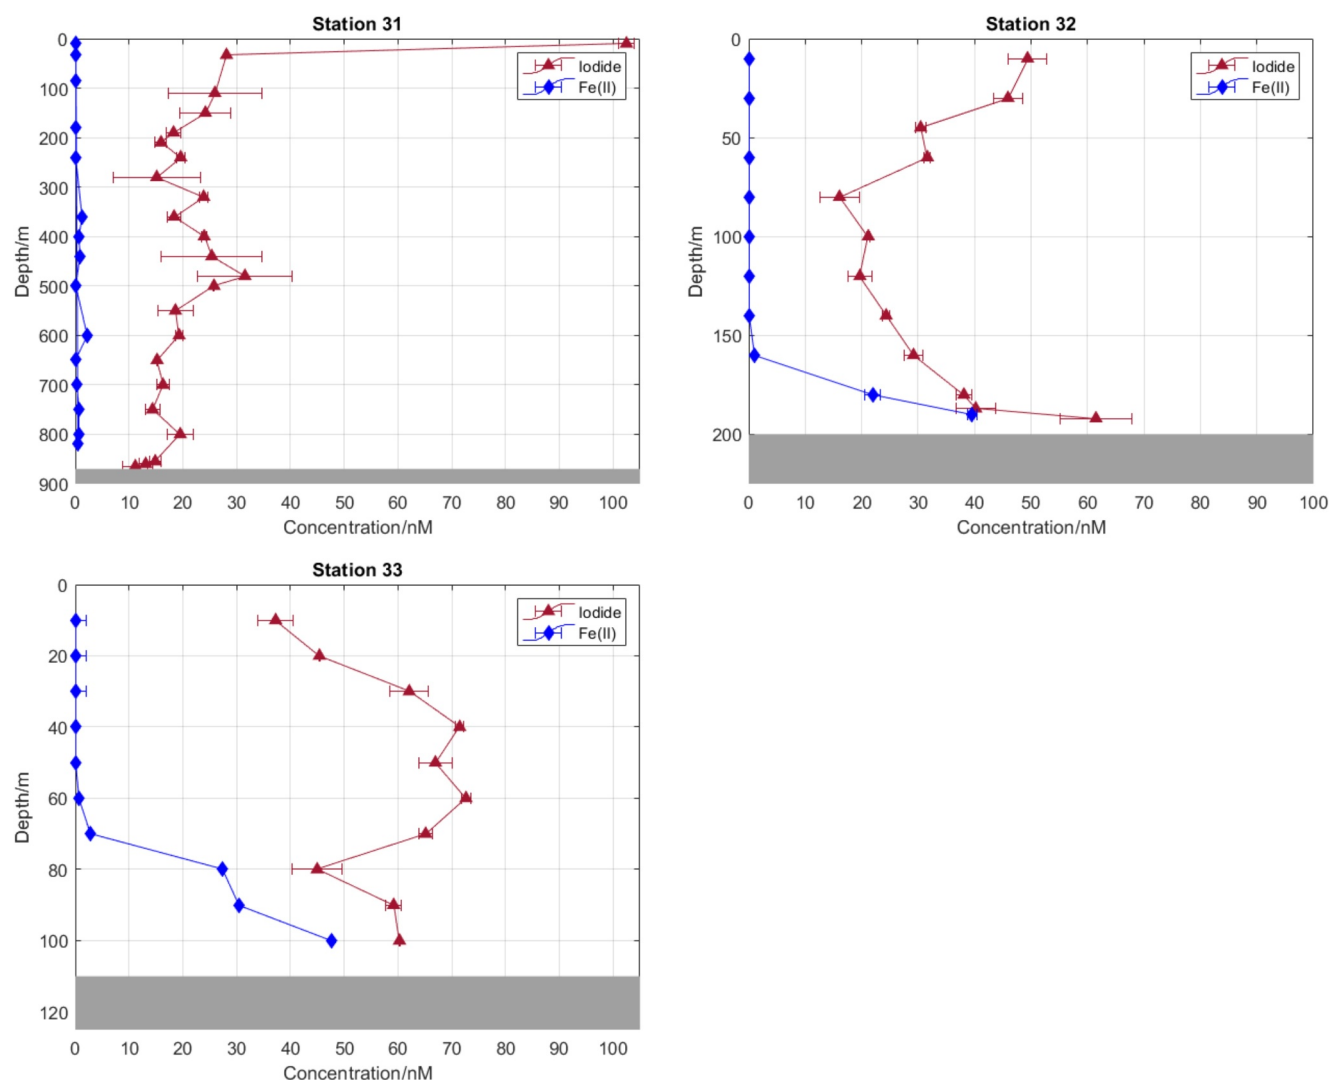 Station 31
Iodide
Fe(II)
0
100
200
300
400
500
600
700
800
900
Depth/m
0 10 20 30 40 50 60 70 80 90 100
Concentration/nM
Station 32
Iodide
Fe(II)
0
50
100
150
200
Depth/m
0 10 20 30 40 50 60 70 80 90 100
Concentration/nM
Station 33
Iodide
Fe(II)
0
20
40
60
80
100
120
Depth/m
0 10 20 30 40 50 60 70 80 90 100
Concentration/nM